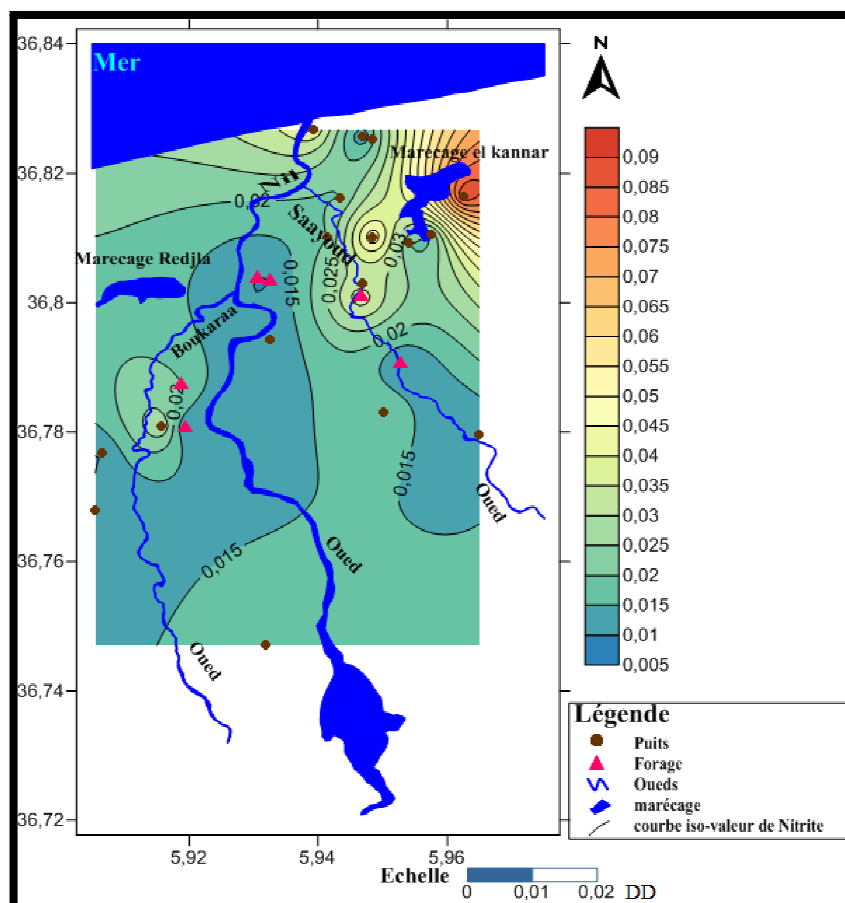 36,84
Mer
N
Marecage el kannar
0,09
0,085
0,08
0,075
0,07
0,065
0,06
0,055
0,05
0,045
0,04
0,035
0,03
0,025
0,02
0,015
0,01
0,005
36,82
NIl
0,02
Saayoud
0,03
0,025
Marecage Redjla
0,015
36,8
Boukaraa
0,02
0,02
36,78
0,015
Oued
36,76
0,015
Oued
Oued
36,74
36,72
5,92
5,94
5,96
Légende
Puits
Forage
Oueds
marécage
courbe iso-valeur de Nitrite
Echelle
0
0,01
0,02
DD